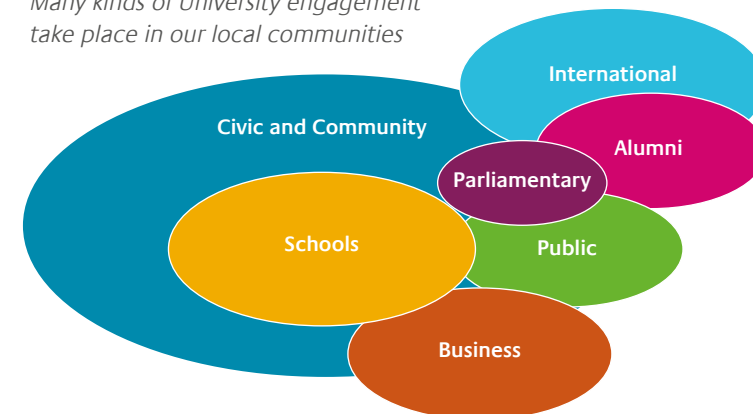 Many kinds of University engagement
take place in our local communities
International
Civic and Community
Alumni
Parliamentary
Schools
Public
Business